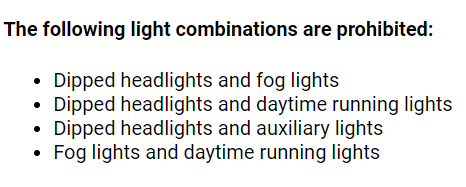 The following light combinations are prohibited:
• Dipped headlights and fog lights
• Dipped headlights and daytime running lights
• Dipped headlights and auxiliary lights
• Fog lights and daytime running lights